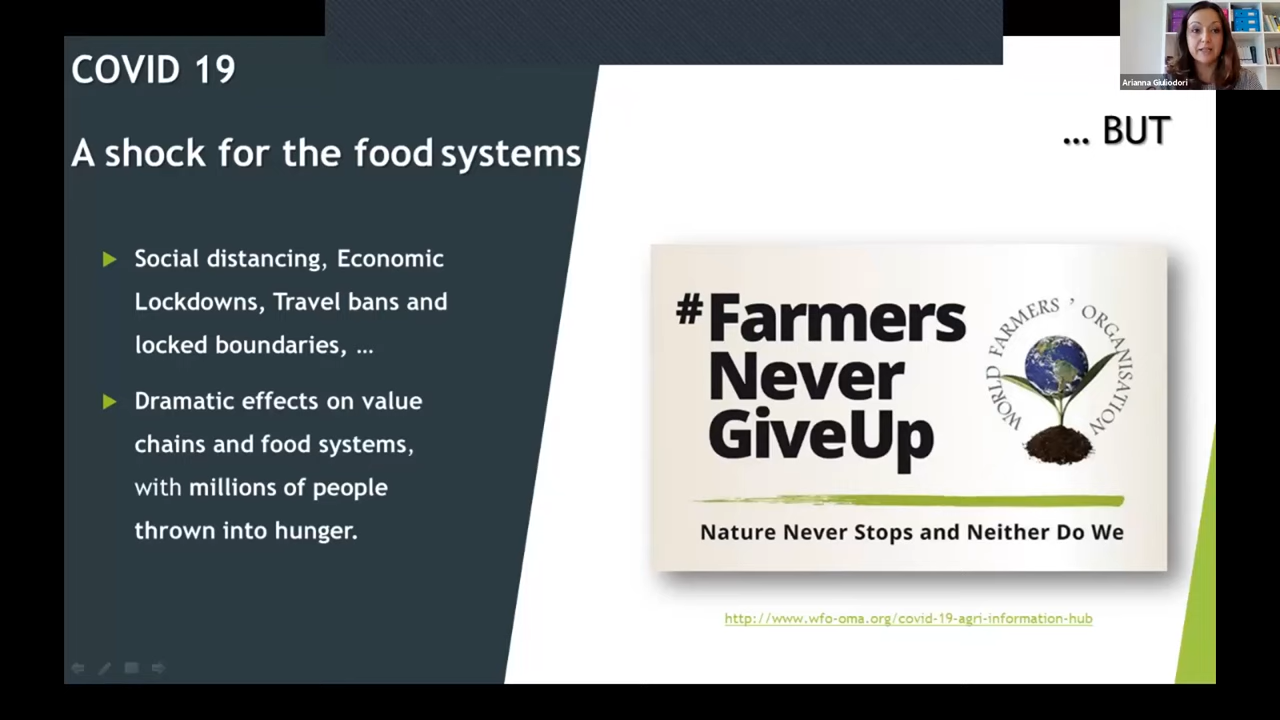 COVID 19
A shock for the food systems
Social distancing, Economic
Lockdowns, Travel bans and
locked boundaries, ...
Dramatic effects on value
chains and food systems,
with millions of people
thrown into hunger.
... BUT
#Farmers
Never
GiveUp
WORLD FARMERS' ORGANISATION
Nature Never Stops and Neither Do We
http://www.wfo-oma.org/covid-19-agri-information-hub
Arianna Giuliodori